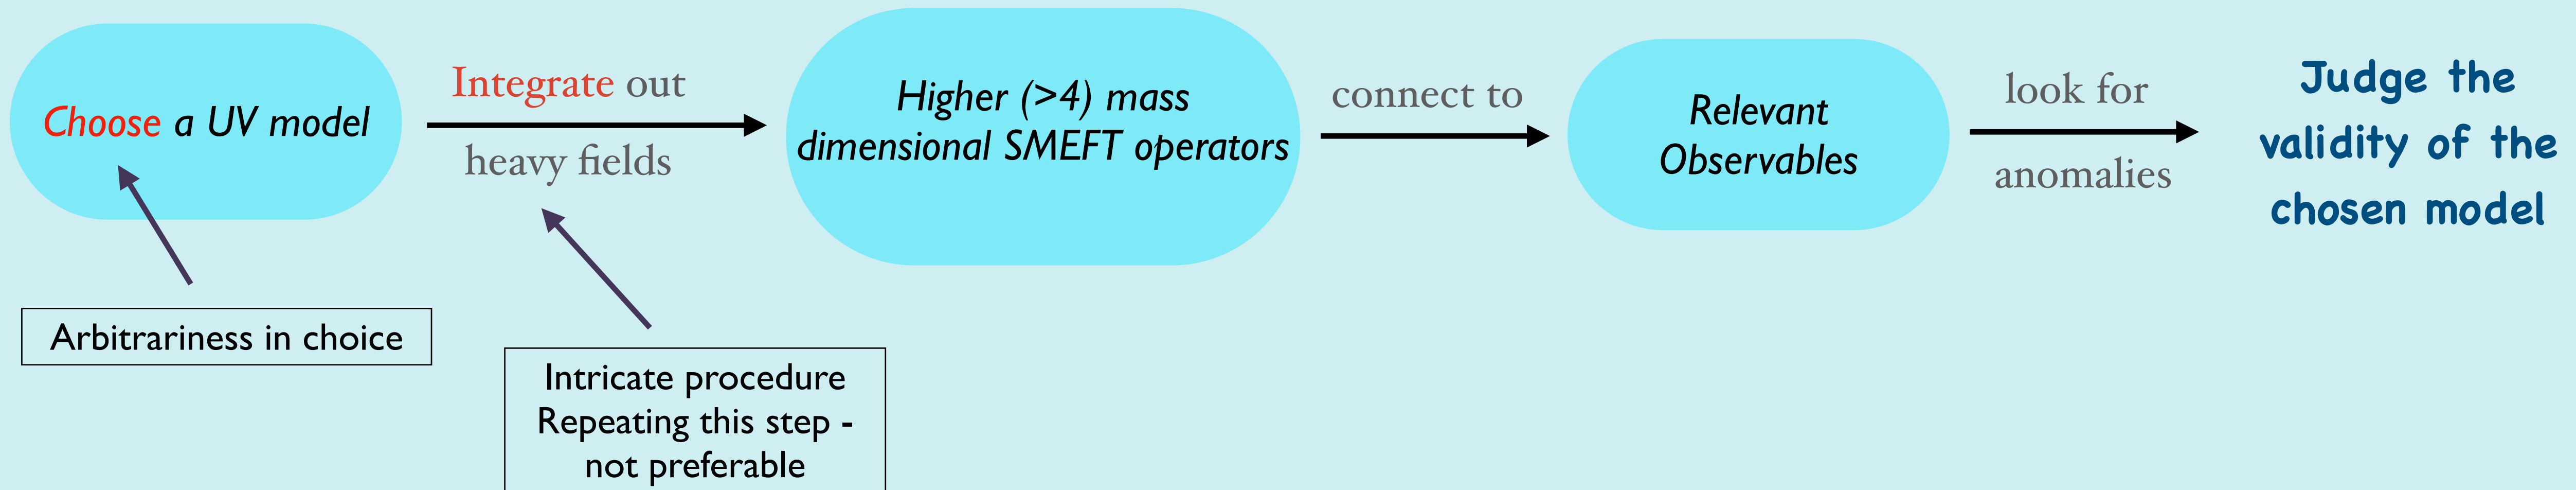 Choose a UV model
Integrate out
heavy fields
Higher (>4) mass
dimensional SMEFT operators
connect to
Relevant
Observables
look for
anomalies
Judge the
validity of the
chosen model
Arbitrariness in choice
Intricate procedure
Repeating this step -
not preferable